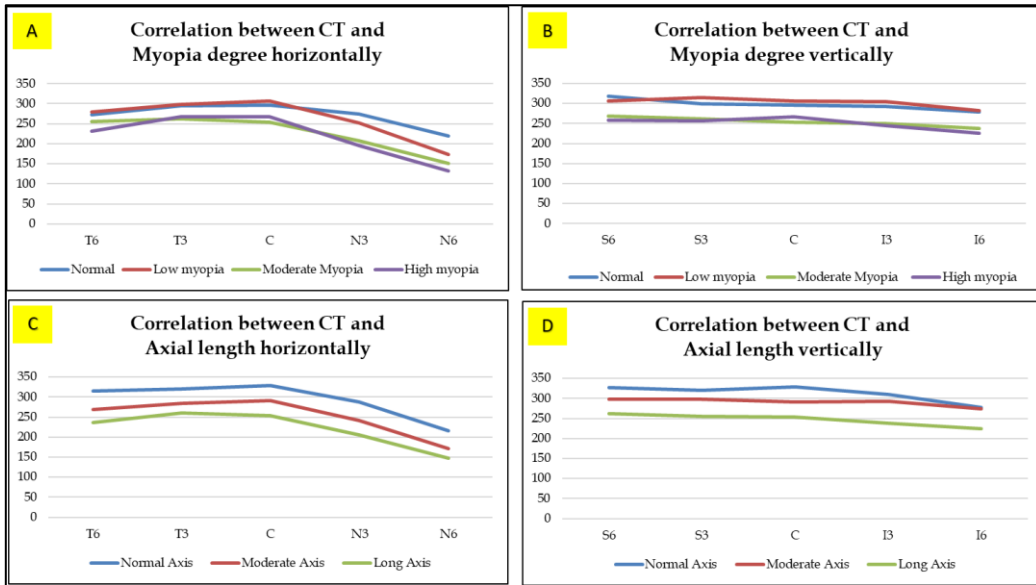 A
Correlation between CT and
Myopia degree horizontally
350
300
250
200
150
100
50
0
T6 T3 C N3 N6
Normal Low myopia Moderate Myopia High myopia
B
Correlation between CT and
Myopia degree vertically
350
300
250
200
150
100
50
0
S6 S3 C I3 I6
Normal Low myopia Moderate Myopia High myopia
C
Correlation between CT and
Axial length horizontally
350
300
250
200
150
100
50
0
T6 T3 C N3 N6
Normal Axis Moderate Axis Long Axis
D
Correlation between CT and
Axial length vertically
350
300
250
200
150
100
50
0
S6 S3 C I3 I6
Normal Axis Moderate Axis Long Axis